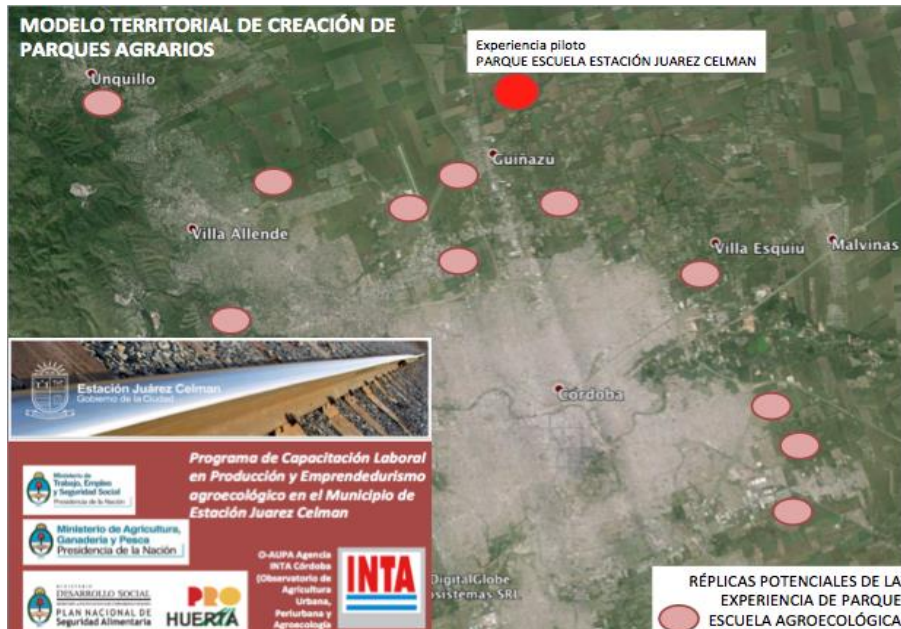 MODELO TERRITORIAL DE CREACIÓN DE
PARQUES AGRARIOS
Experiencia piloto
PARQUE ESCUELA ESTACIÓN JUAREZ CELMAN
Unquillo
Guiñazú
Villa Allende
Villa Esquiú
Malvinas
Córdoba
Estación Juárez Celman
Gobierno de la Ciudad
Programa de Capacitación Laboral
en Producción y Emprendedurismo
agroecológico en el Municipio de
Estación Juarez Celman
Ministerio de
Trabajo, Empleo
y Seguridad Social
Presidencia de la Nación
Ministerio de Agricultura,
Ganadería y Pesca
Presidencia de la Nación
MINISTERIO
DESARROLLO SOCIAL
PLAN NACIONAL DE
Seguridad Alimentaria
PRO
HUERTA
O-AUPA Agencia
INTA Córdoba
(Observatorio de
Agricultura
Urbana,
Periurbana y
Agroecología
INTA
DigitalGlobe
sistemas SRL
RÉPLICAS POTENCIALES DE LA
EXPERIENCIA DE PARQUE
ESCUELA AGROECOLÓGICA